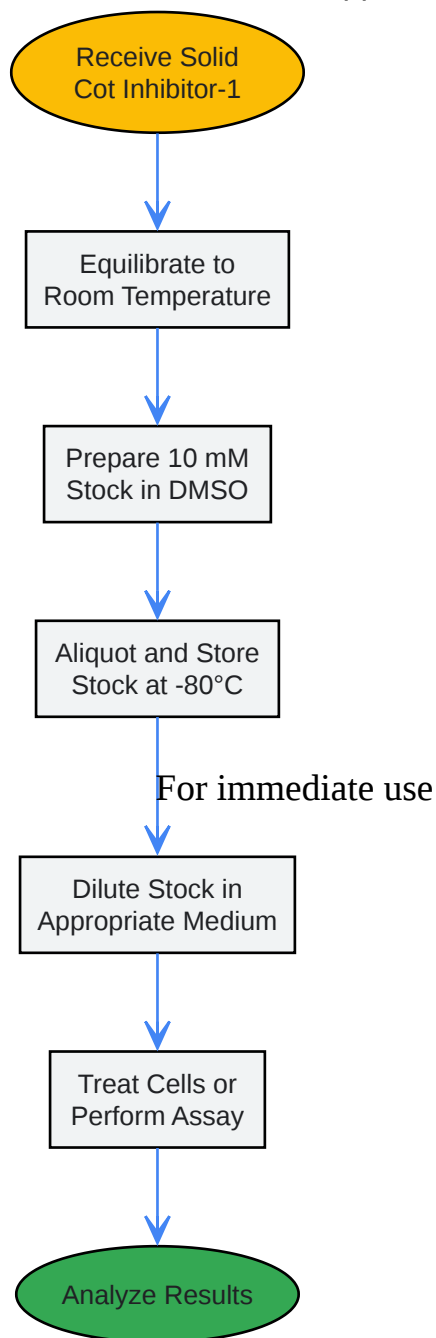 Receive Solid
Cot Inhibitor-1
Equilibrate to
Room Temperature
Prepare 10 mM
Stock in DMSO
Aliquot and Store
Stock at -80°C
For immediate use
Dilute Stock in
Appropriate Medium
Treat Cells or
Perform Assay
Analyze Results